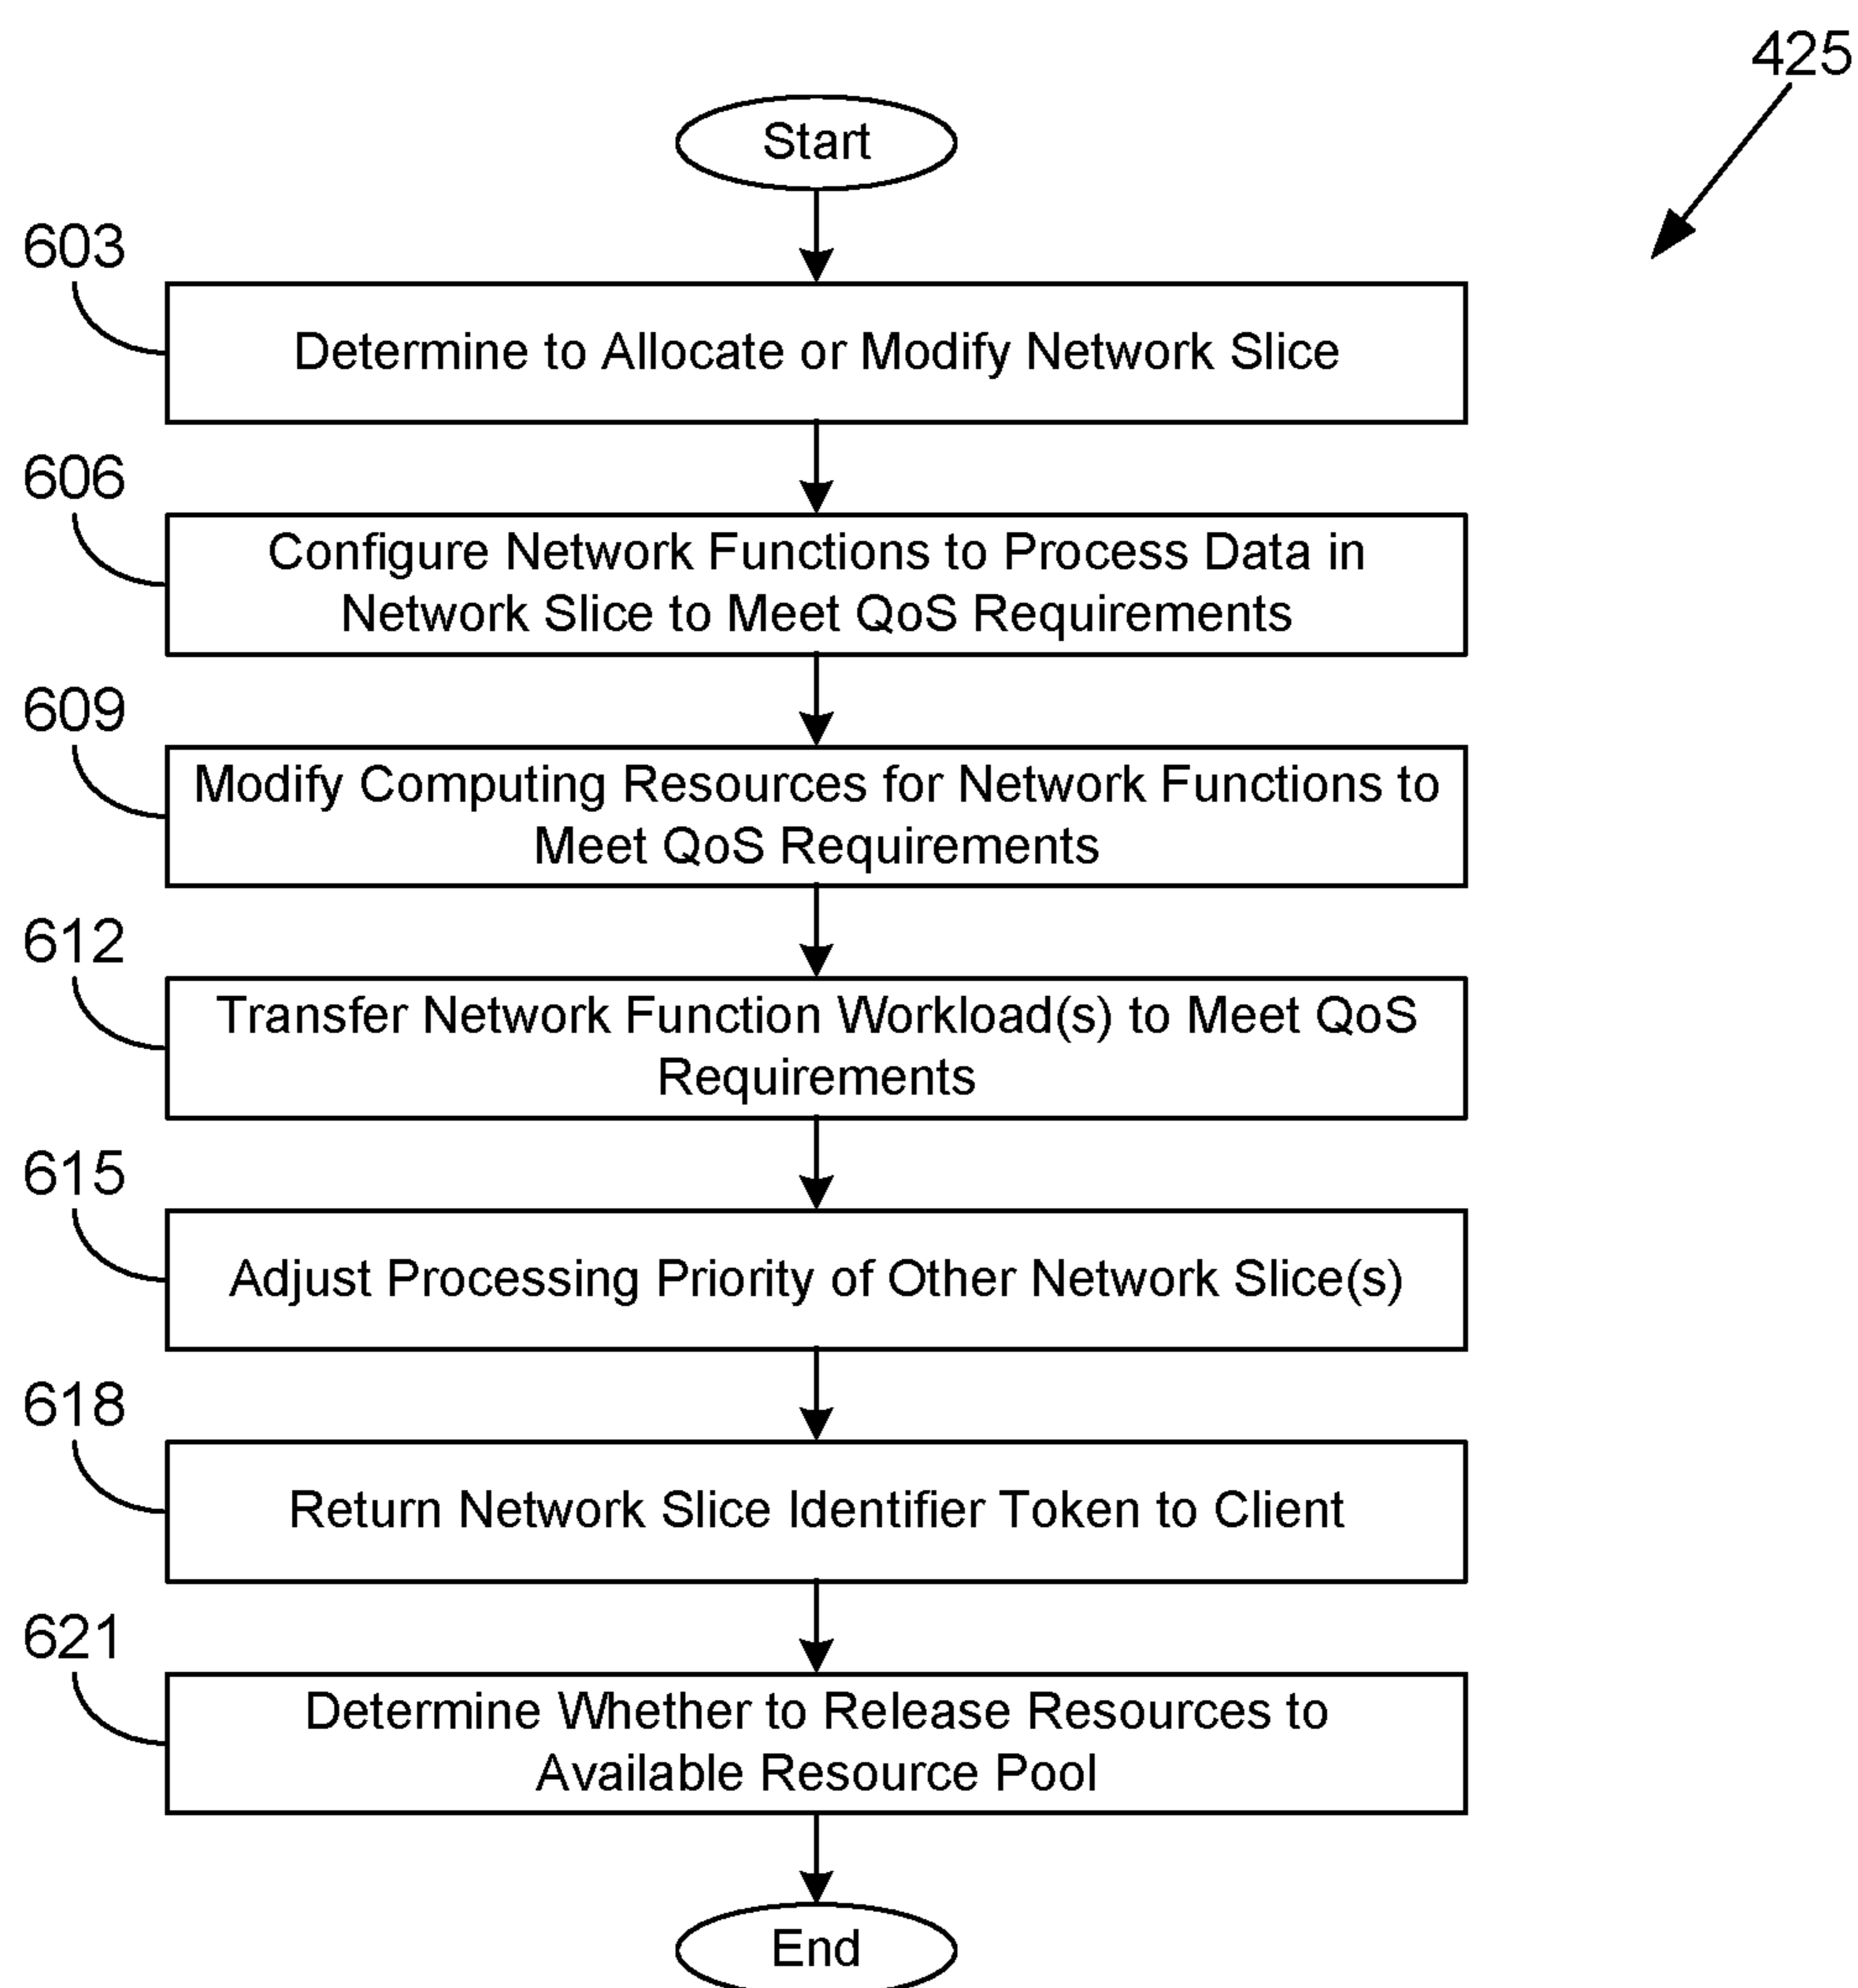 425
Start
603
Determine to Allocate or Modify Network Slice
606
Configure Network Functions to Process Data in
Network Slice to Meet QoS Requirements
609
Modify Computing Resources for Network Functions to
Meet QoS Requirements
612
Transfer Network Function Workload(s) to Meet QoS
Requirements
615
Adjust Processing Priority of Other Network Slice(s)
618
Return Network Slice Identifier Token to Client
621
Determine Whether to Release Resources to
Available Resource Pool
End